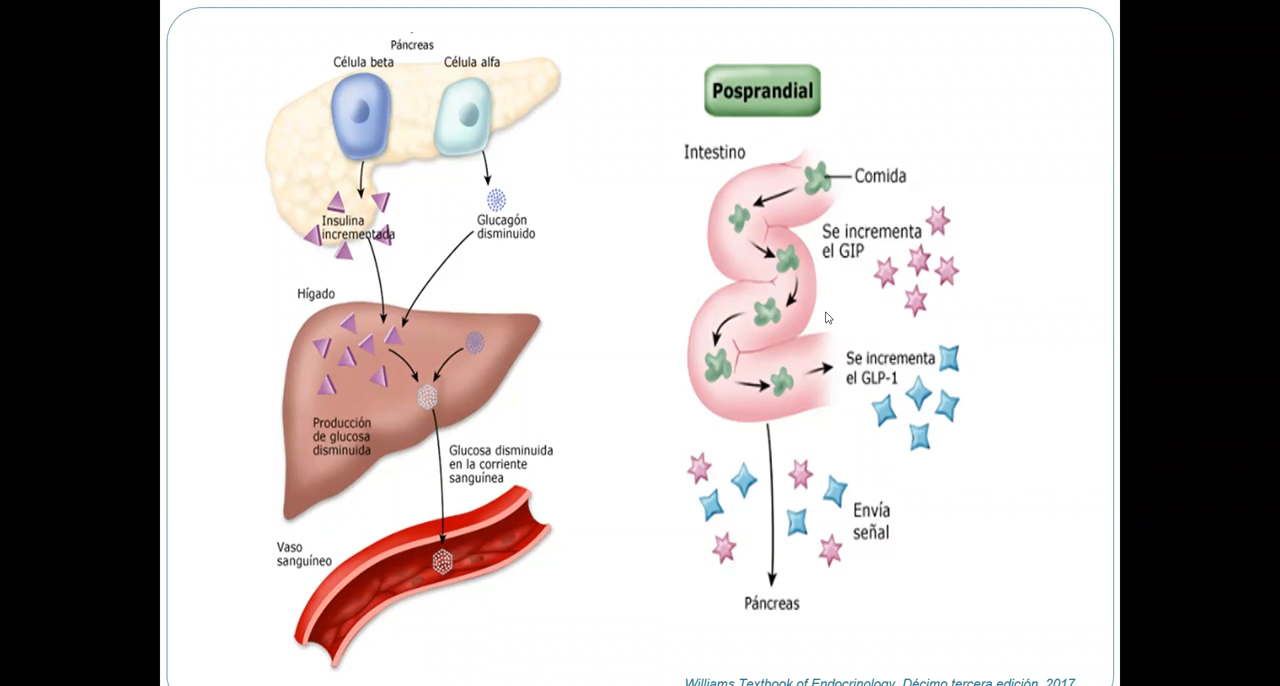 Páncreas
Célula beta
Célula alfa
Insulina
incrementada
Glucagón
disminuido
Hígado
Producción
de glucosa
disminuida
Glucosa disminuida
en la corriente
sanguínea
Vaso
sanguíneo
Posprandial
Intestino
Comida
Se incrementa
el GIP
Se incrementa
el GLP-1
Envía
señal
Páncreas
Williams Textbook of Endocrinology. Décimo tercera edición. 2017